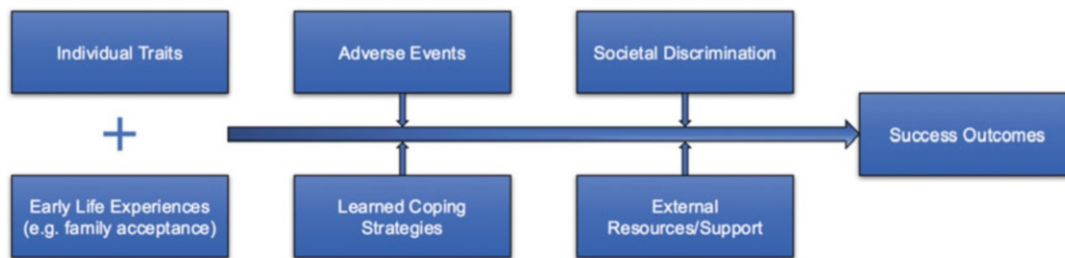 Individual Traits
Adverse Events
Societal Discrimination
+
Success Outcomes
Early Life Experiences
(e.g. family acceptance)
Learned Coping
Strategies
External
Resources/Support